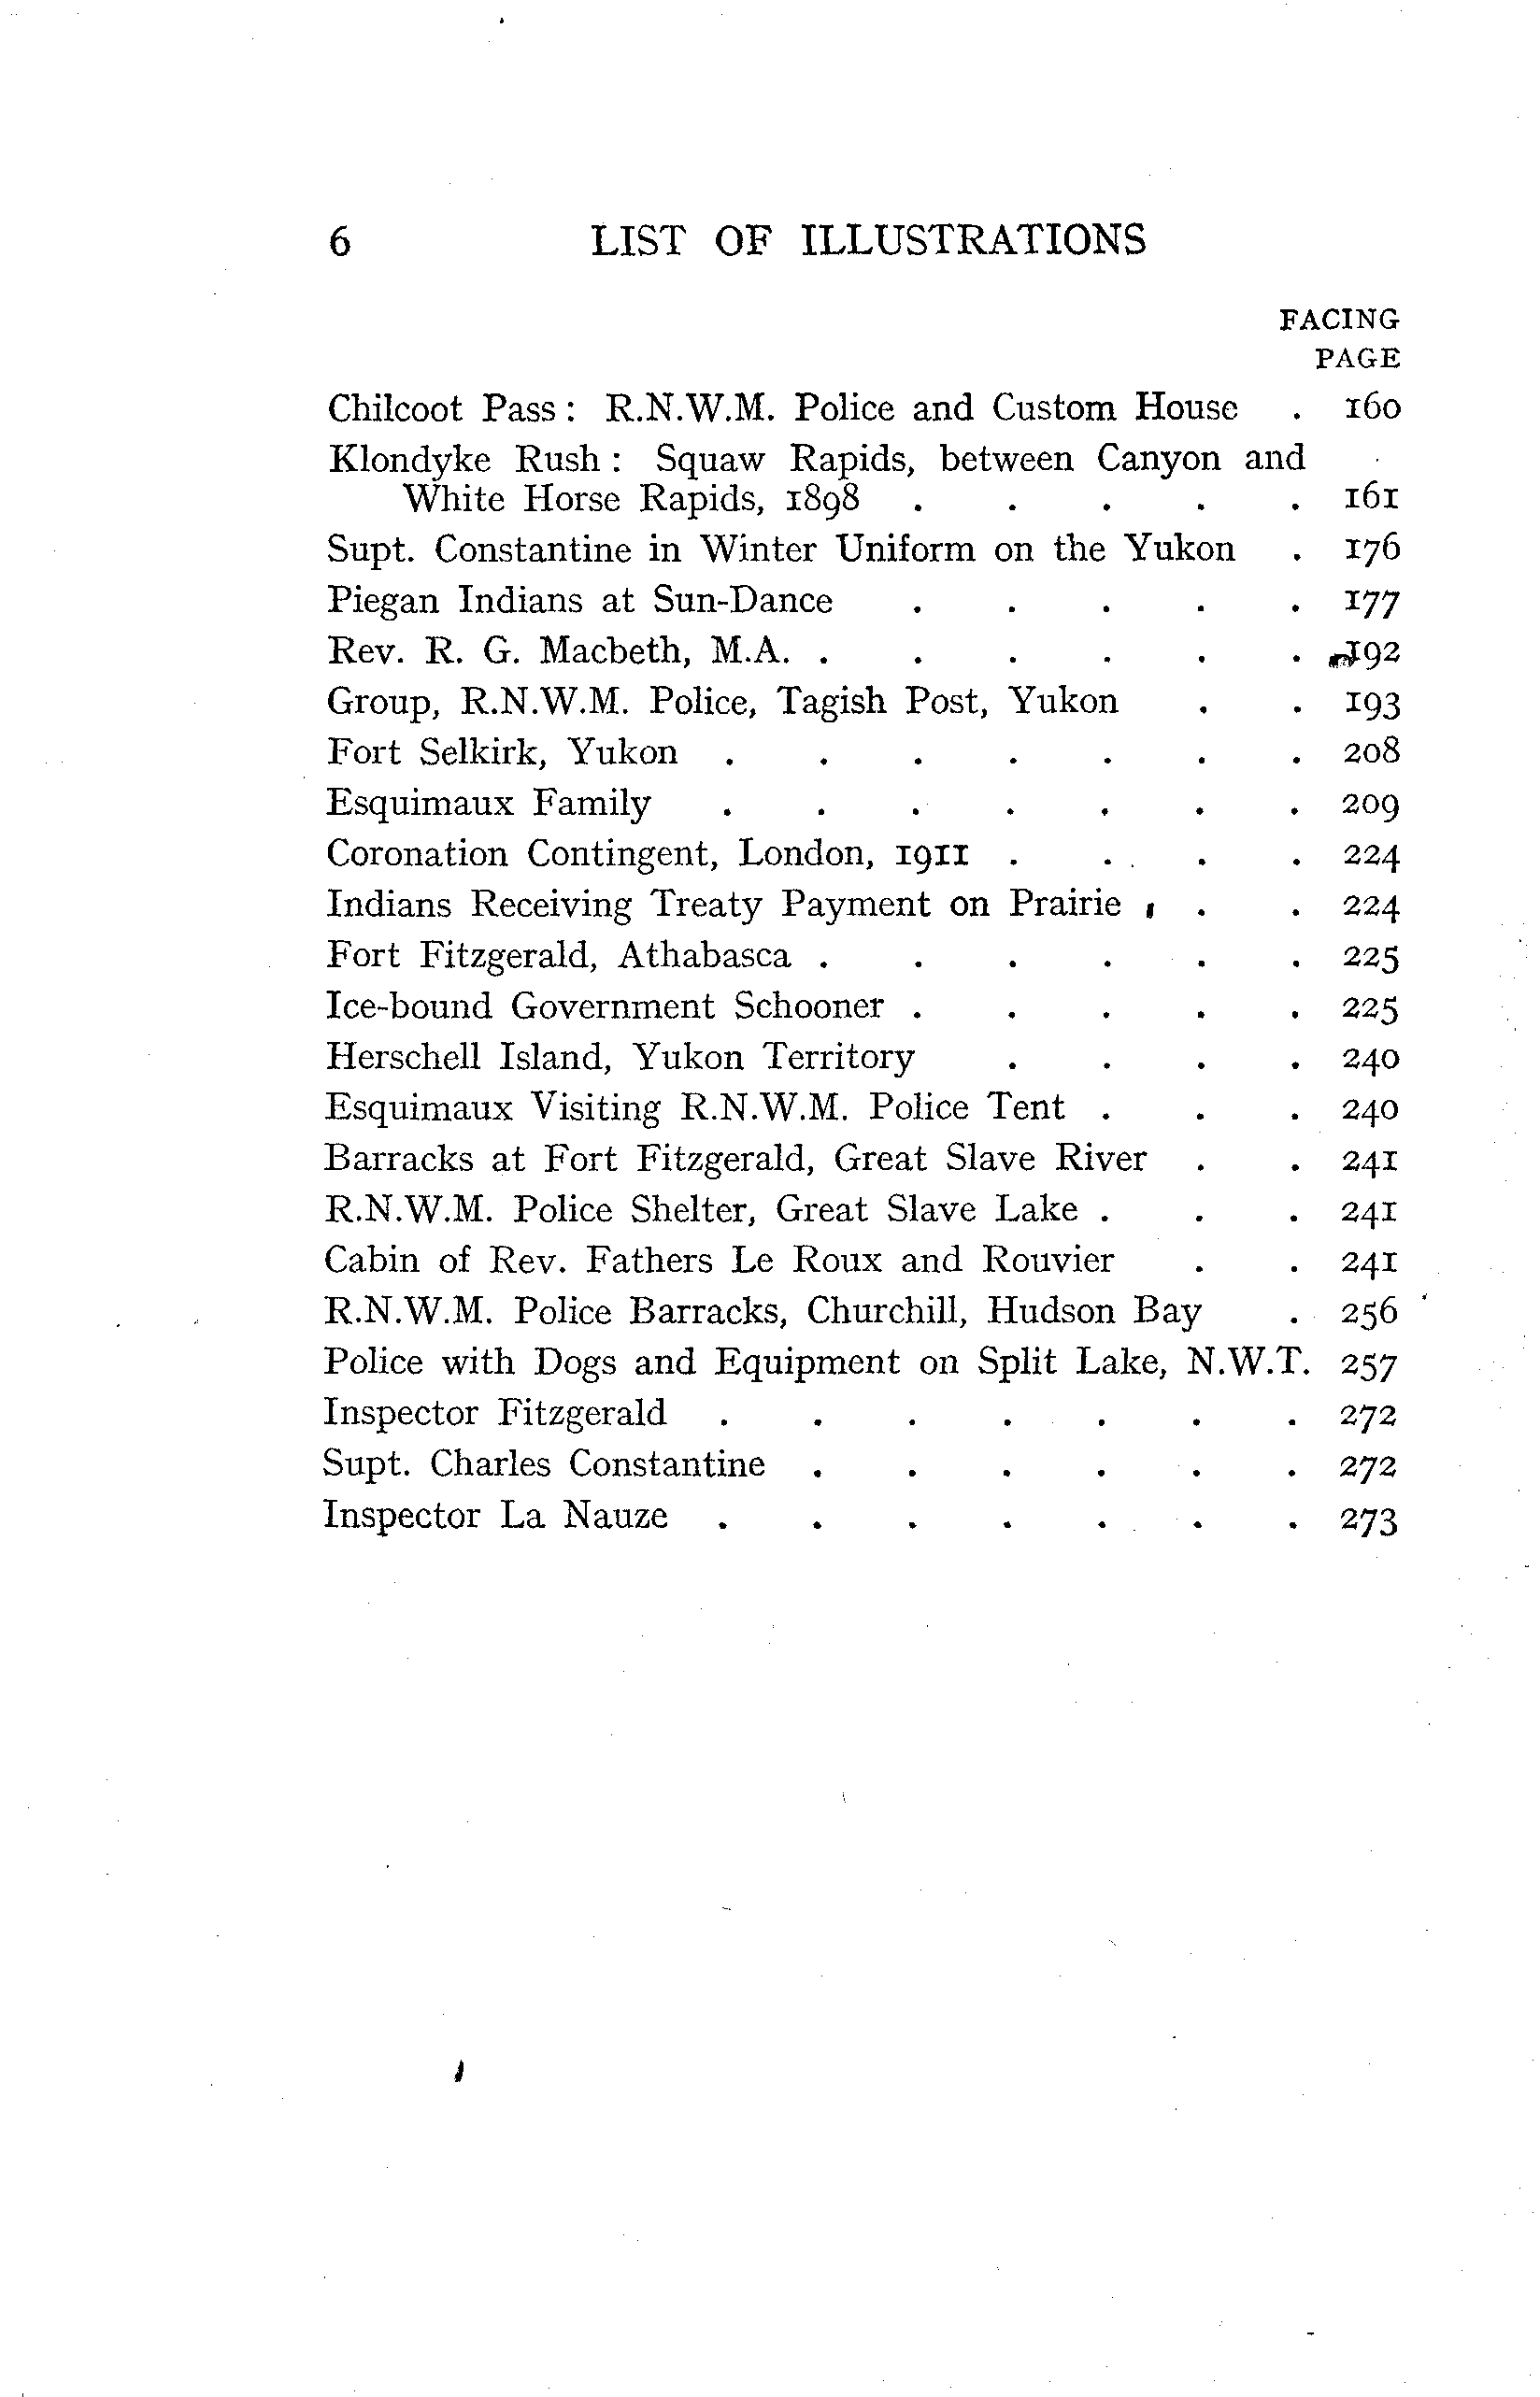 6 LIST OF ILLUSTRATIONS
FACING
PAGE
Chilcoot Pass : R.N.W.M. Police and Custom House . 160
Klondyke Rush : Squaw Rapids, between Canyon and
White Horse Rapids, 1898 . . . . . 161
Supt. Constantine in Winter Uniform on the Yukon . 176
Piegan Indians at Sun-Dance . . . . . 177
Rev. R. G. Macbeth, M.A. . . . . . . 192
Group, R.N.W.M. Police, Tagish Post, Yukon . . 193
Fort Selkirk, Yukon . . . . . . . 208
Esquimaux Family . . . . . . . 209
Coronation Contingent, London, 1911 . . . . 224
Indians Receiving Treaty Payment on Prairie . . 224
Fort Fitzgerald, Athabasca . . . . . . 225
Ice-bound Government Schooner . . . . . 225
Herschell Island, Yukon Territory . . . . 240
Esquimaux Visiting R.N.W.M. Police Tent . . . 240
Barracks at Fort Fitzgerald, Great Slave River . . 241
R.N.W.M. Police Shelter, Great Slave Lake . . . 241
Cabin of Rev. Fathers Le Roux and Rouvier . . 241
R.N.W.M. Police Barracks, Churchill, Hudson Bay . 256
Police with Dogs and Equipment on Split Lake, N.W.T. 257
Inspector Fitzgerald . . . . . . . 272
Supt. Charles Constantine . . . . . . 272
Inspector La Nauze . . . . . . . 273